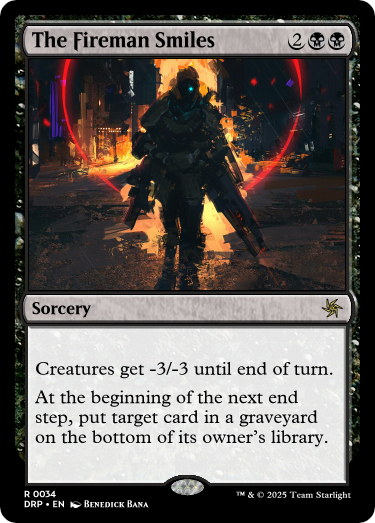 The Fireman Smiles 2
Sorcery
Creatures get -3/-3 until end of turn.
At the beginning of the next end
step, put target card in a graveyard
on the bottom of its owner's library.
R 0034
DRP • EN Benedick Bana
™ & © 2025 Team Starlight